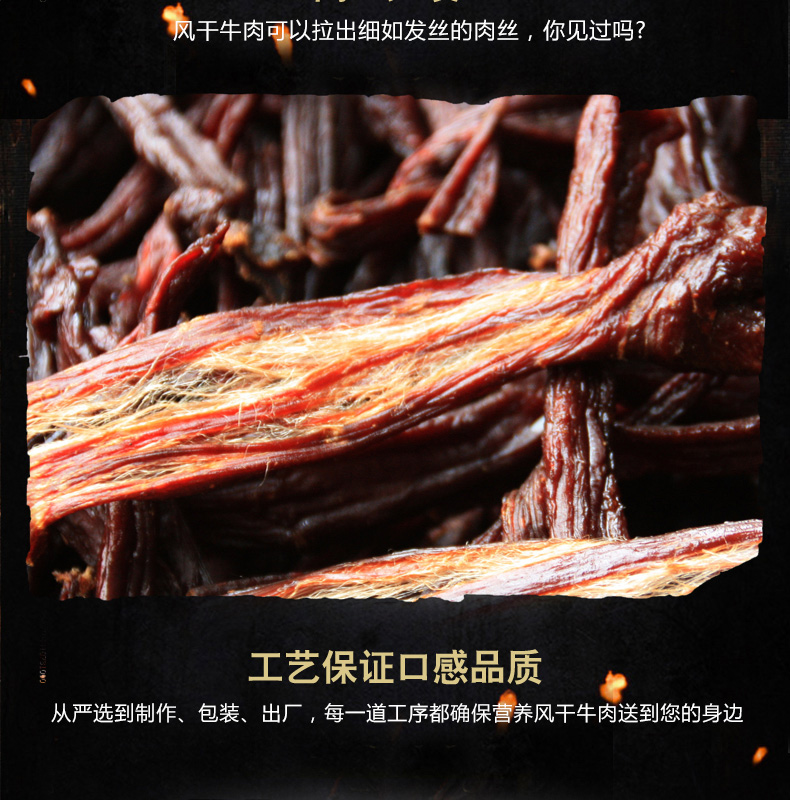 风干牛肉可以拉出细如发丝的肉丝，你见过吗?
工艺保证口感品质
从严选到制作、包装、出厂，每一道工序都确保营养风干牛肉送到您的身边